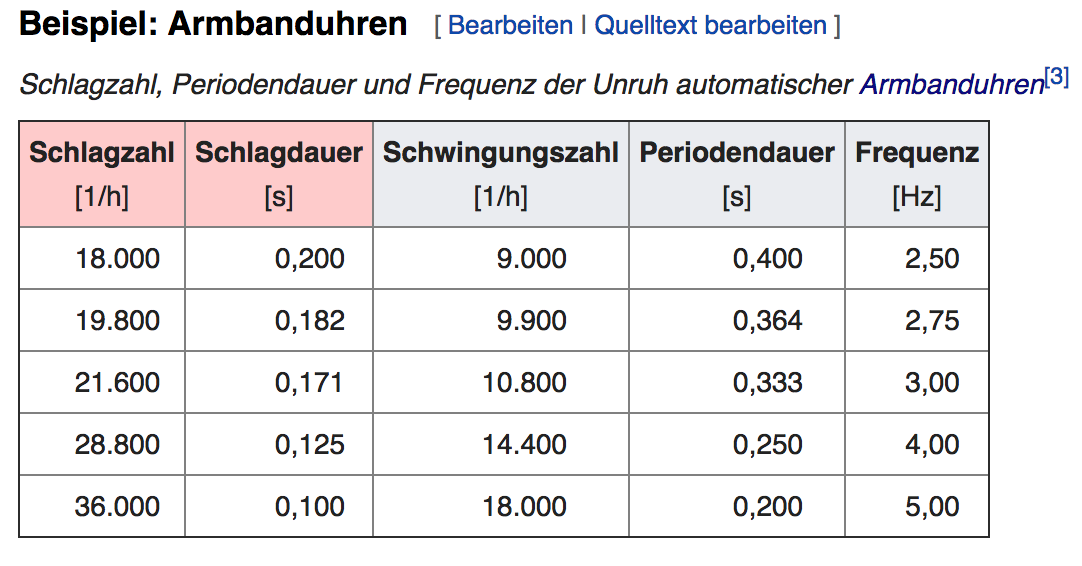 Beispiel: Armbanduhren [ Bearbeiten | Quelltext bearbeiten ]
Schlagzahl, Periodendauer und Frequenz der Unruh automatischer Armbanduhren[3]
Schlagzahl Schlagdauer Schwingungszahl Periodendauer Frequenz
[1/h] [s] [1/h] [s] [Hz]
18.000 0,200 9.000 0,400 2,50
19.800 0,182 9.900 0,364 2,75
21.600 0,171 10.800 0,333 3,00
28.800 0,125 14.400 0,250 4,00
36.000 0,100 18.000 0,200 5,00